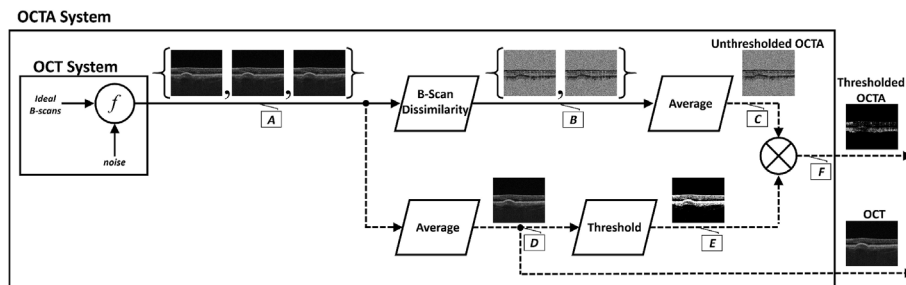 OCTA System
OCT System
Ideal
B-scans
f
noise
A
B-Scan
Dissimilarity
B
Average
Unthresholded OCTA
C
Thresholded
OCTA
F
Average
D
Threshold
E
OCT